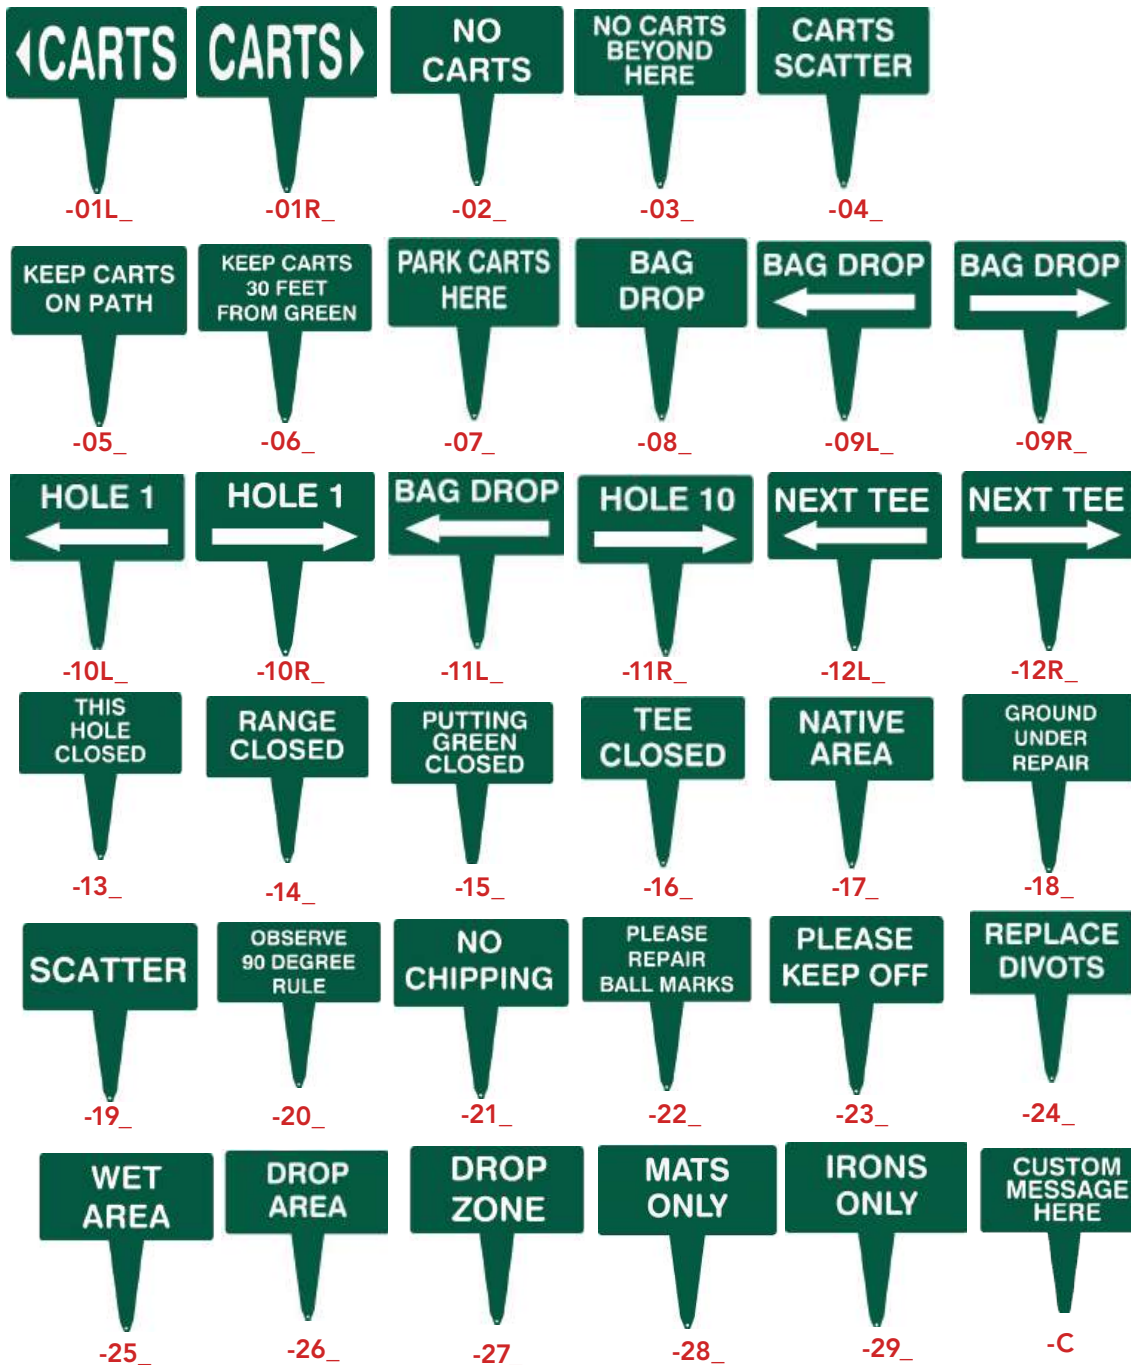 CARTS
-01L_
CARTS
-01R_
NO
CARTS
-02_
NO CARTS
BEYOND
HERE
-03_
CARTS
SCATTER
-04_
KEEP CARTS
ON PATH
-05_
KEEP CARTS
30 FEET
FROM GREEN
-06_
PARK CARTS
HERE
-07_
BAG
DROP
-08_
BAG DROP
-09L_
BAG DROP
-09R_
HOLE 1
-10L_
HOLE 1
-10R_
BAG DROP
-11L_
HOLE 10
-11R_
NEXT TEE
-12L_
NEXT TEE
-12R_
THIS
HOLE
CLOSED
-13_
RANGE
CLOSED
-14_
PUTTING
GREEN
CLOSED
-15_
TEE
CLOSED
-16_
NATIVE
AREA
-17_
GROUND
UNDER
REPAIR
-18_
SCATTER
-19_
OBSERVE
90 DEGREE
RULE
-20_
NO
CHIPPING
-21_
PLEASE
REPAIR
BALL MARKS
-22_
PLEASE
KEEP OFF
-23_
REPLACE
DIVOTS
-24_
WET
AREA
-25_
DROP
AREA
-26_
DROP
ZONE
-27_
MATS
ONLY
-28_
IRONS
ONLY
-29_
CUSTOM
MESSAGE
HERE
-C